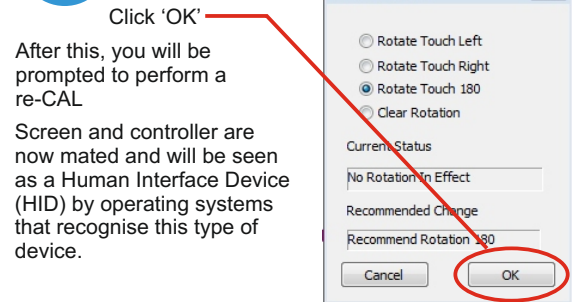 Click ‘OK’
After this, you will be
prompted to perform a
re-CAL
Screen and controller are
now mated and will be seen
as a Human Interface Device
(HID) by operating systems
that recognise this type of
device.
Rotate Touch Left
Rotate Touch Right
Rotate Touch 180
Clear Rotation
Current Status
No Rotation In Effect
Recommended Change
Recommend Rotation 180
Cancel
OK